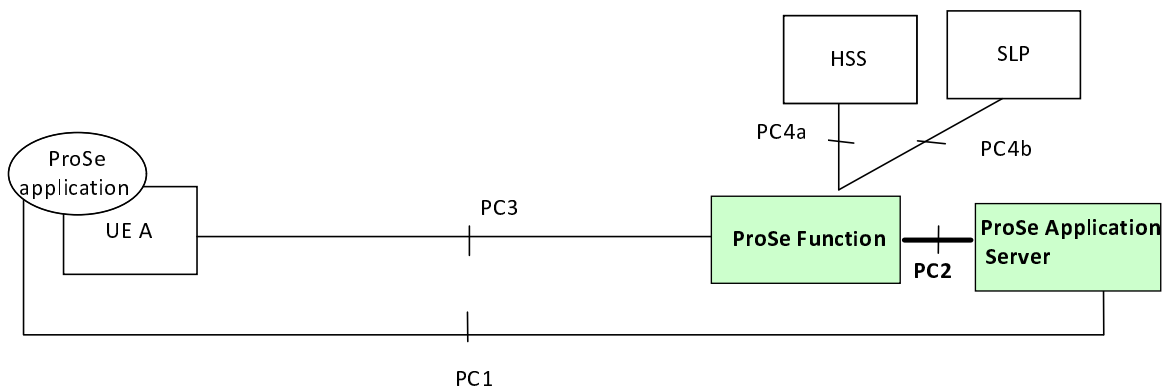 HSS
SLP
PC4a
PC4b
ProSe
application
UE A
PC3
ProSe Function
PC2
ProSe Application
Server
PC1